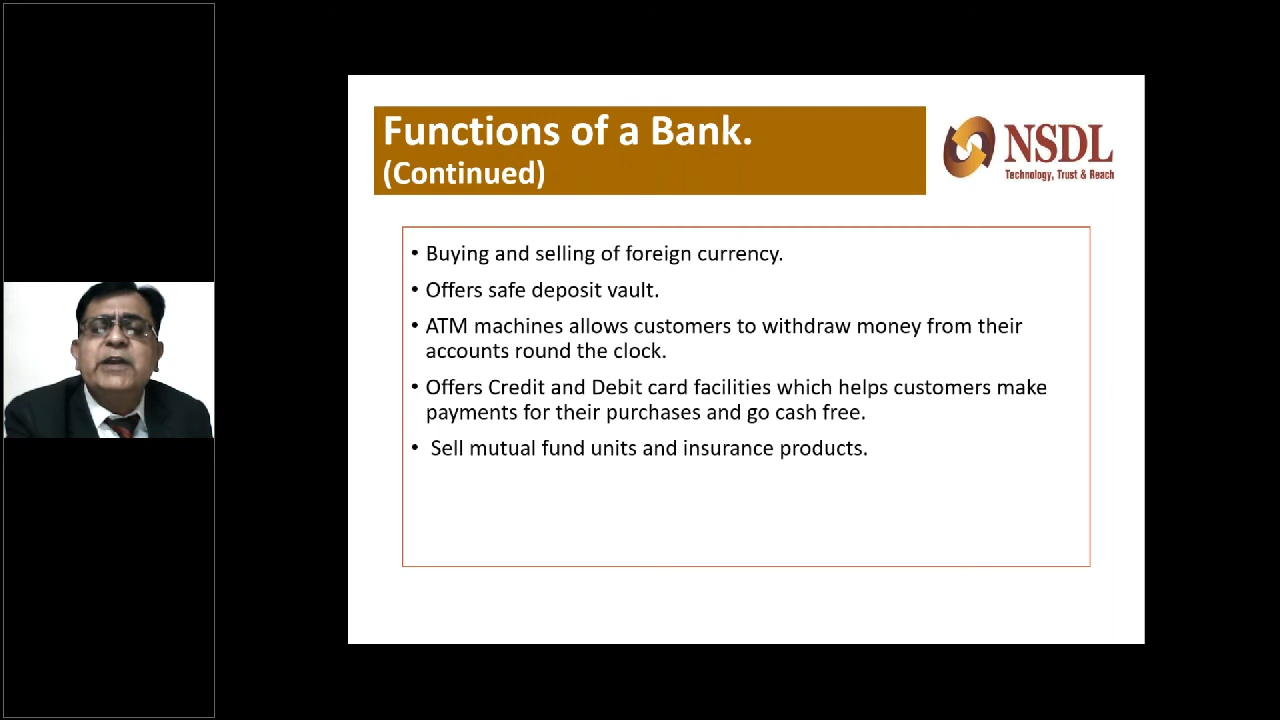 Functions of a Bank.
(Continued)
NSDL
Technology, Trust & Reach
• Buying and selling of foreign currency.
• Offers safe deposit vault.
• ATM machines allows customers to withdraw money from their
accounts round the clock.
• Offers Credit and Debit card facilities which helps customers make
payments for their purchases and go cash free.
• Sell mutual fund units and insurance products.